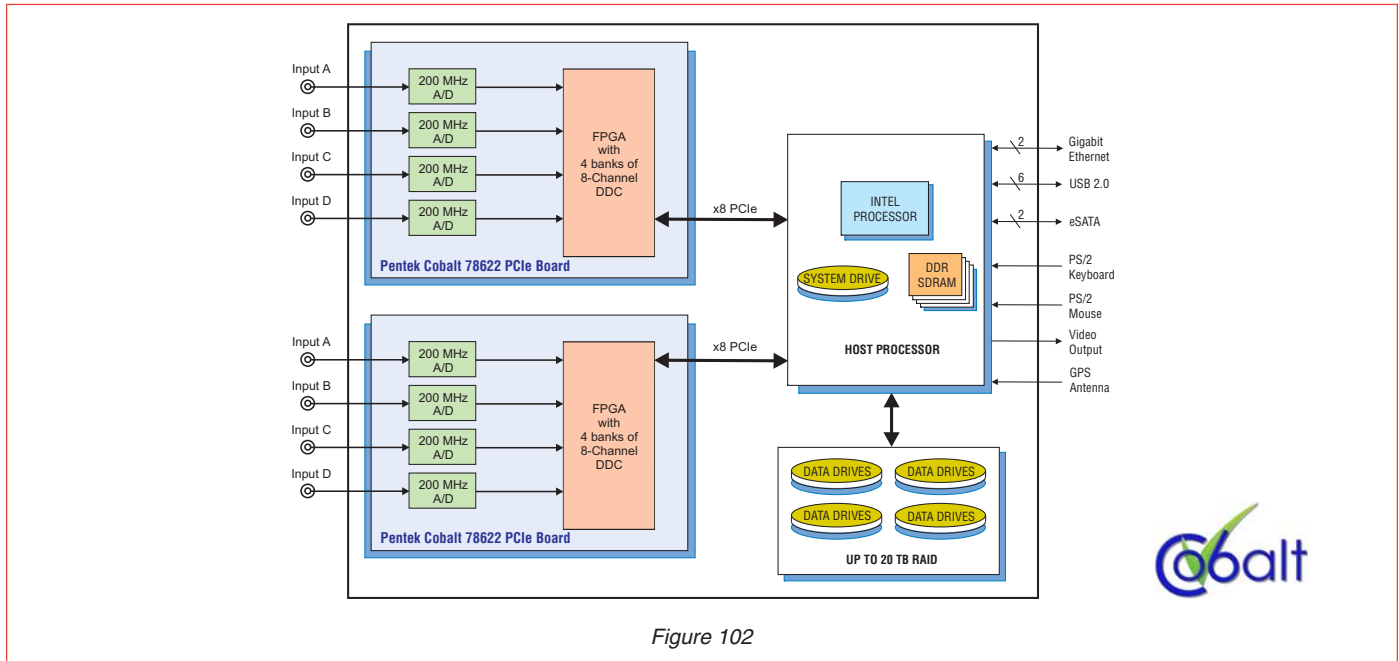 Input A
Input B
Input C
Input D
200 MHz
A/D
200 MHz
A/D
200 MHz
A/D
200 MHz
A/D
FPGA
with
4 banks of
8-Channel
DDC
Pentek Cobalt 78622 PCIe Board
x8 PCIe
Input A
Input B
Input C
Input D
200 MHz
A/D
200 MHz
A/D
200 MHz
A/D
200 MHz
A/D
FPGA
with
4 banks of
8-Channel
DDC
Pentek Cobalt 78622 PCIe Board
x8 PCIe
INTEL
PROCESSOR
SYSTEM DRIVE
DDR
SDRAM
HOST PROCESSOR
2
Gigabit
Ethernet
6
USB 2.0
2
eSATA
PS/2
Keyboard
PS/2
Mouse
Video
Output
GPS
Antenna
DATA DRIVES
DATA DRIVES
DATA DRIVES
DATA DRIVES
UP TO 20 TB RAID
Cobalt
Figure 102